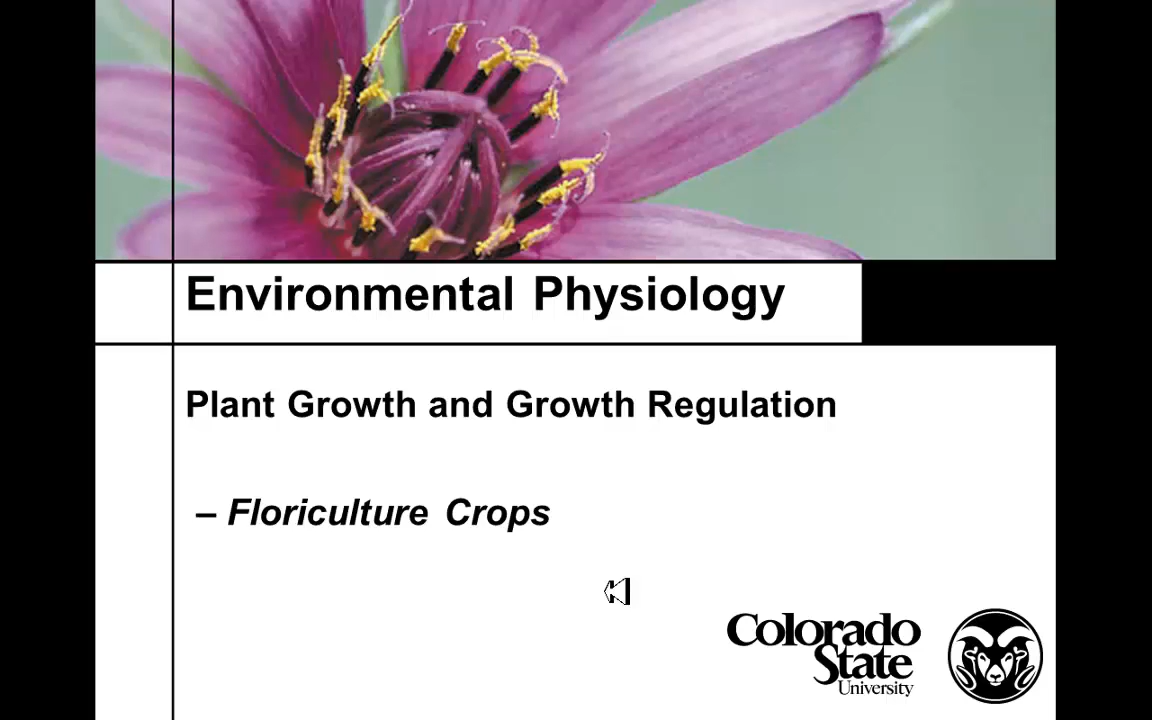 Environmental Physiology
Plant Growth and Growth Regulation
– Floriculture Crops
Colorado
State
University